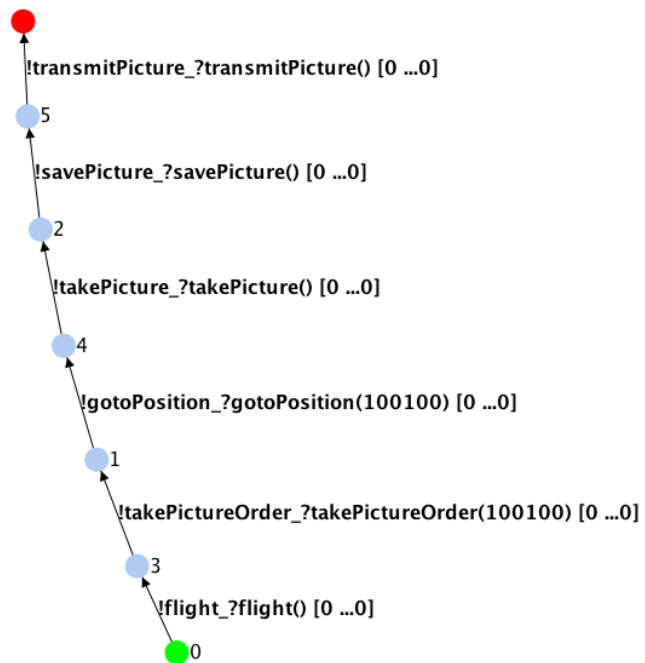 !transmitPicture_?transmitPicture() [0 ...0]
5
!savePicture_?savePicture() [0 ...0]
2
!takePicture_?takePicture() [0 ...0]
4
!gotoPosition_?gotoPosition(100100) [0 ...0]
1
!takePictureOrder_?takePictureOrder(100100) [0 ...0]
3
!flight_?flight() [0 ...0]
0